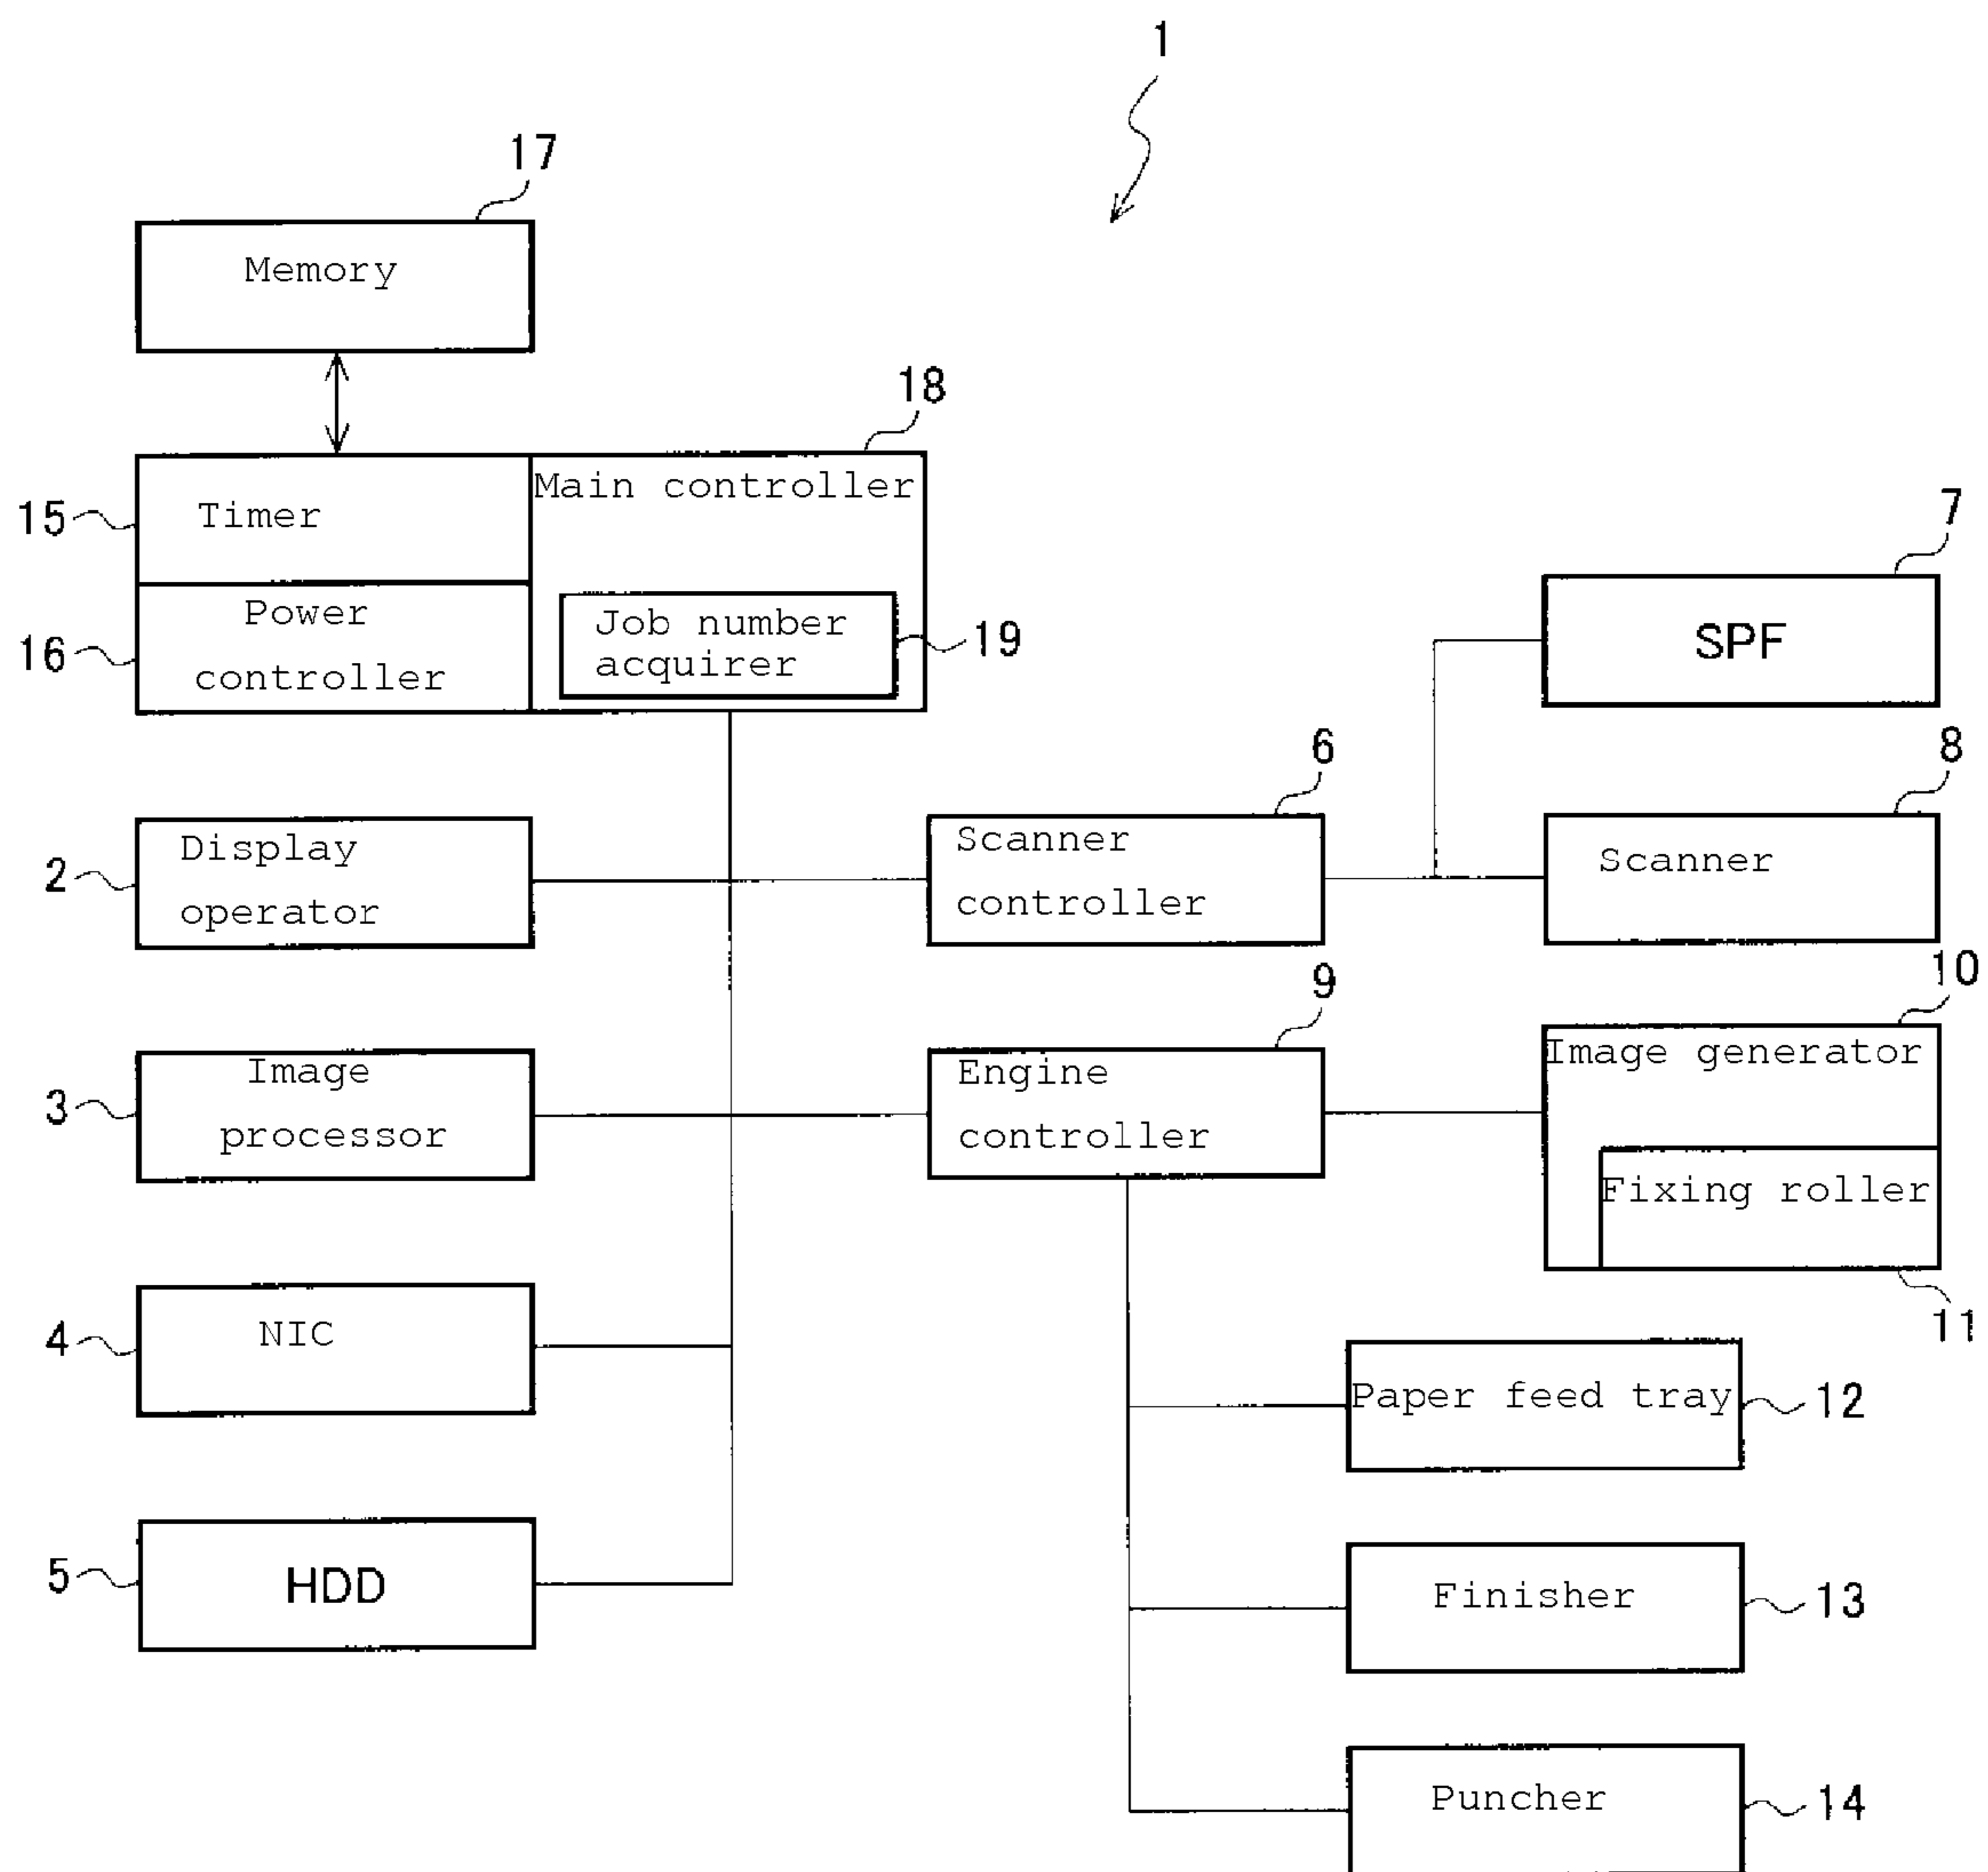 1
17
Memory
18
15
Timer
Main controller
16
Power
controller
Job number
acquirer
19
7
SPF
6
8
2
Display
operator
Scanner
controller
Scanner
9
10
3
Image
processor
Engine
controller
Image generator
Fixing roller
11
4
NIC
Paper feed tray
12
5
HDD
Finisher
13
Puncher
14